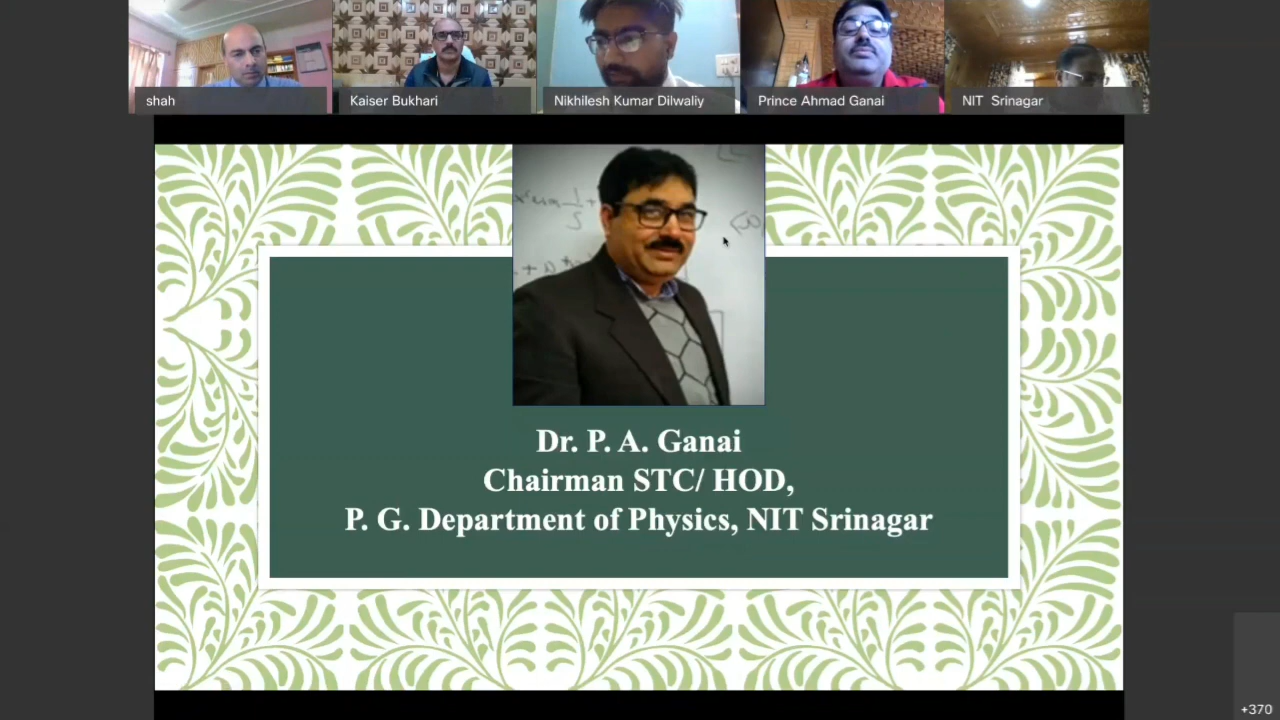 shah
Kaiser Bukhari
Nikhilesh Kumar Dilwaliy
Prince Ahmad Ganai
NIT Srinagar
Dr. P. A. Ganai
Chairman STC/ HOD,
P. G. Department of Physics, NIT Srinagar
+370